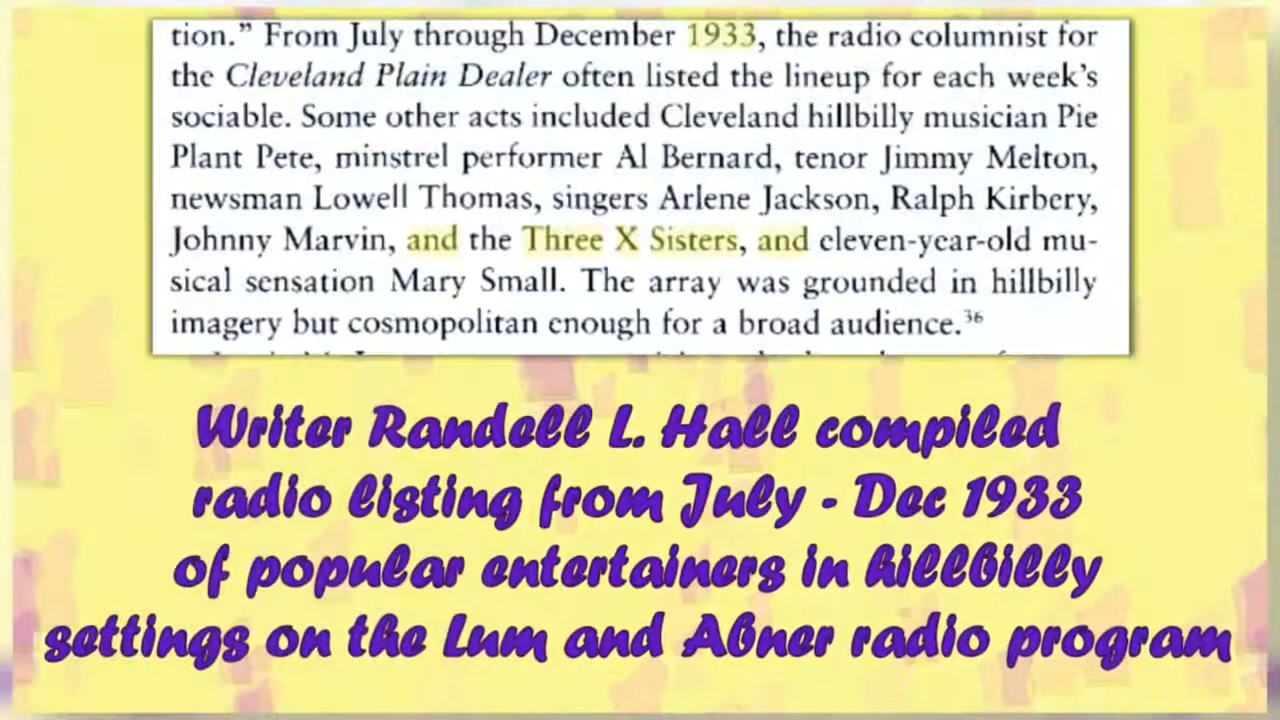 tion.” From July through December 1933, the radio columnist for
the Cleveland Plain Dealer often listed the lineup for each week’s
sociable. Some other acts included Cleveland hillbilly musician Pie
Plant Pete, minstrel performer Al Bernard, tenor Jimmy Melton,
newsman Lowell Thomas, singers Arlene Jackson, Ralph Kirbery,
Johnny Marvin, and the Three X Sisters, and eleven-year-old mu-
sical sensation Mary Small. The array was grounded in hillbilly
imagery but cosmopolitan enough for a broad audience.³⁶
Writer Randell L. Hall compiled
radio listing from July - Dec 1933
of popular entertainers in hillbilly
settings on the Lum and Abner radio program